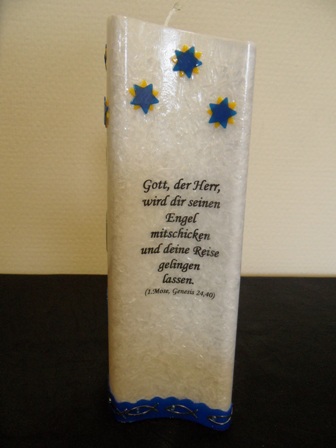 Gott, der Herr,
wird dir seinen
Engel
mitschicken
und deine Reise
gelingen
lassen.
(1.Mose, Genesis 24,40)